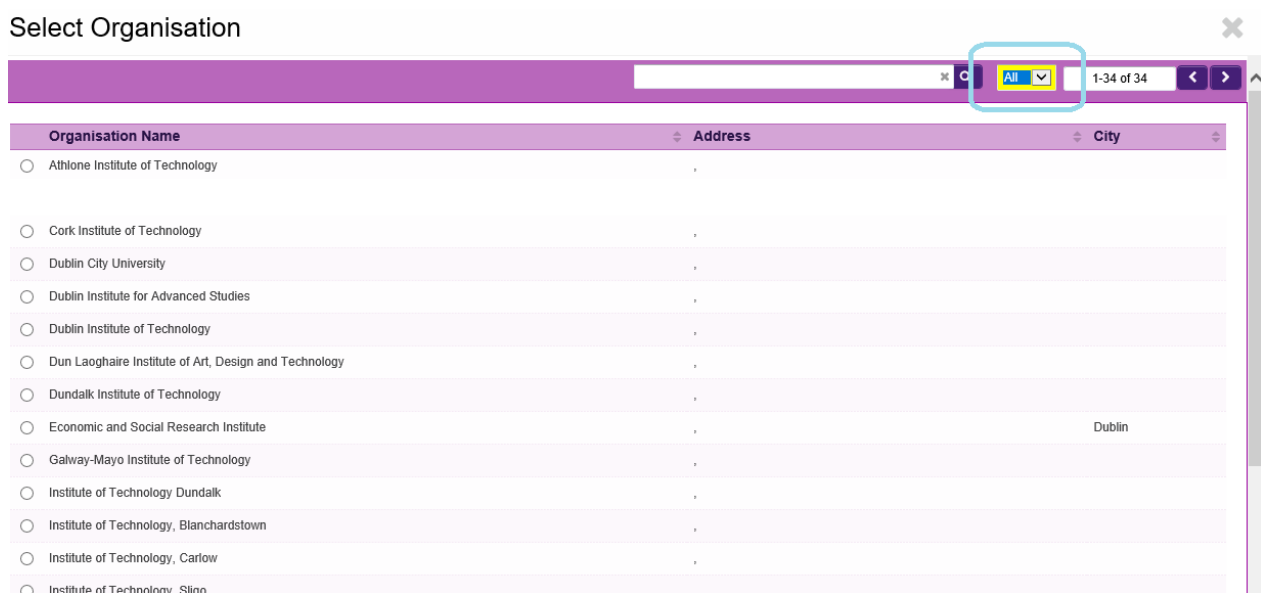 Select Organisation
All 1-34 of 34
Organisation Name Address City
Athlone Institute of Technology ,
Cork Institute of Technology ,
Dublin City University ,
Dublin Institute for Advanced Studies ,
Dublin Institute of Technology ,
Dun Laoghaire Institute of Art, Design and Technology ,
Dundalk Institute of Technology ,
Economic and Social Research Institute , Dublin
Galway-Mayo Institute of Technology ,
Institute of Technology Dundalk ,
Institute of Technology, Blanchardstown ,
Institute of Technology, Carlow ,
Institute of Technology, Sligo